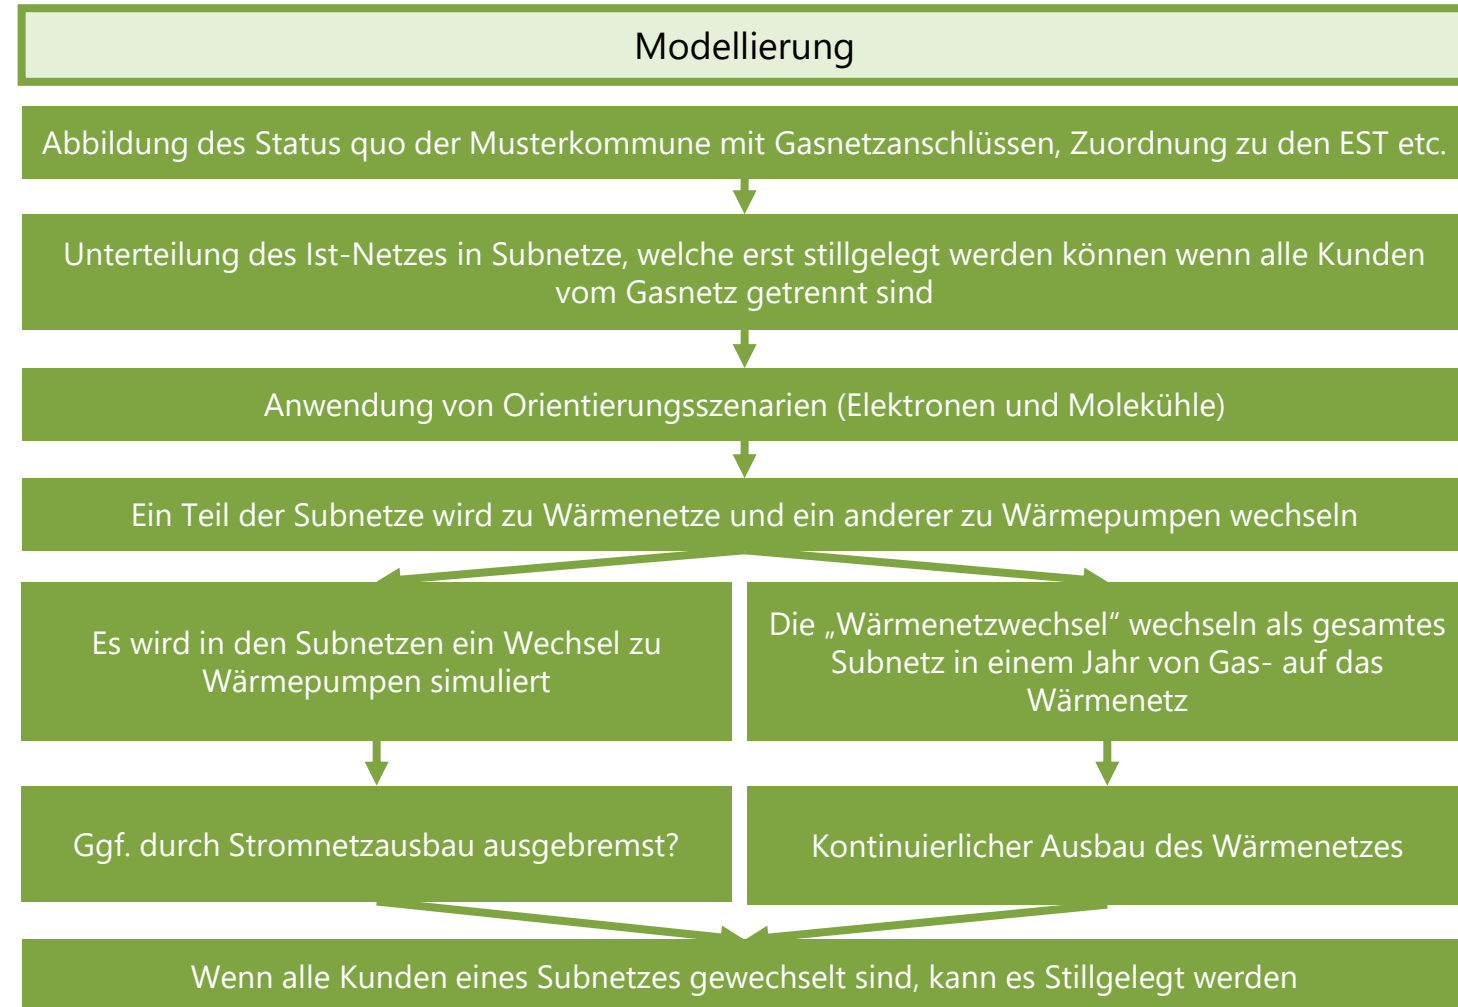 Modellierung
Abbildung des Status quo der Musterkommune mit Gasnetzanschlüssen, Zuordnung zu den EST etc.
Unterteilung des Ist-Netzes in Subnetze, welche erst stillgelegt werden können wenn alle Kunden
vom Gasnetz getrennt sind
Anwendung von Orientierungsszenarien (Elektronen und Molekühle)
Ein Teil der Subnetze wird zu Wärmenetze und ein anderer zu Wärmepumpen wechseln
Es wird in den Subnetzen ein Wechsel zu
Wärmepumpen simuliert
Die „Wärmenetzwechsel“ wechseln als gesamtes
Subnetz in einem Jahr von Gas- auf das
Wärmenetz
Ggf. durch Stromnetzausbau ausgebremst?
Kontinuierlicher Ausbau des Wärmenetzes
Wenn alle Kunden eines Subnetzes gewechselt sind, kann es Stillgelegt werden